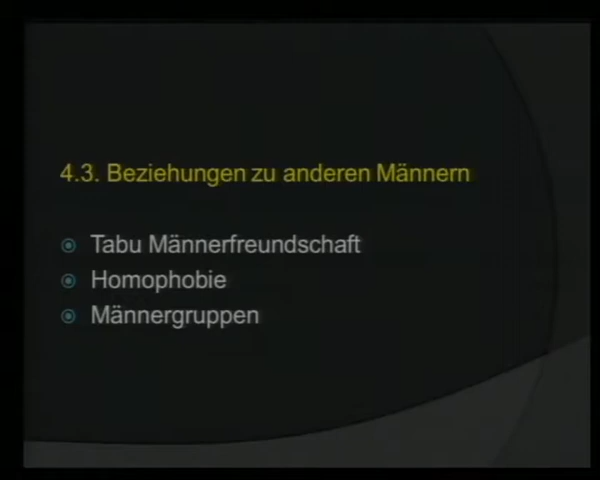 4.3. Beziehungen zu anderen Männern
Tabu Männerfreundschaft
Homophobie
Männergruppen